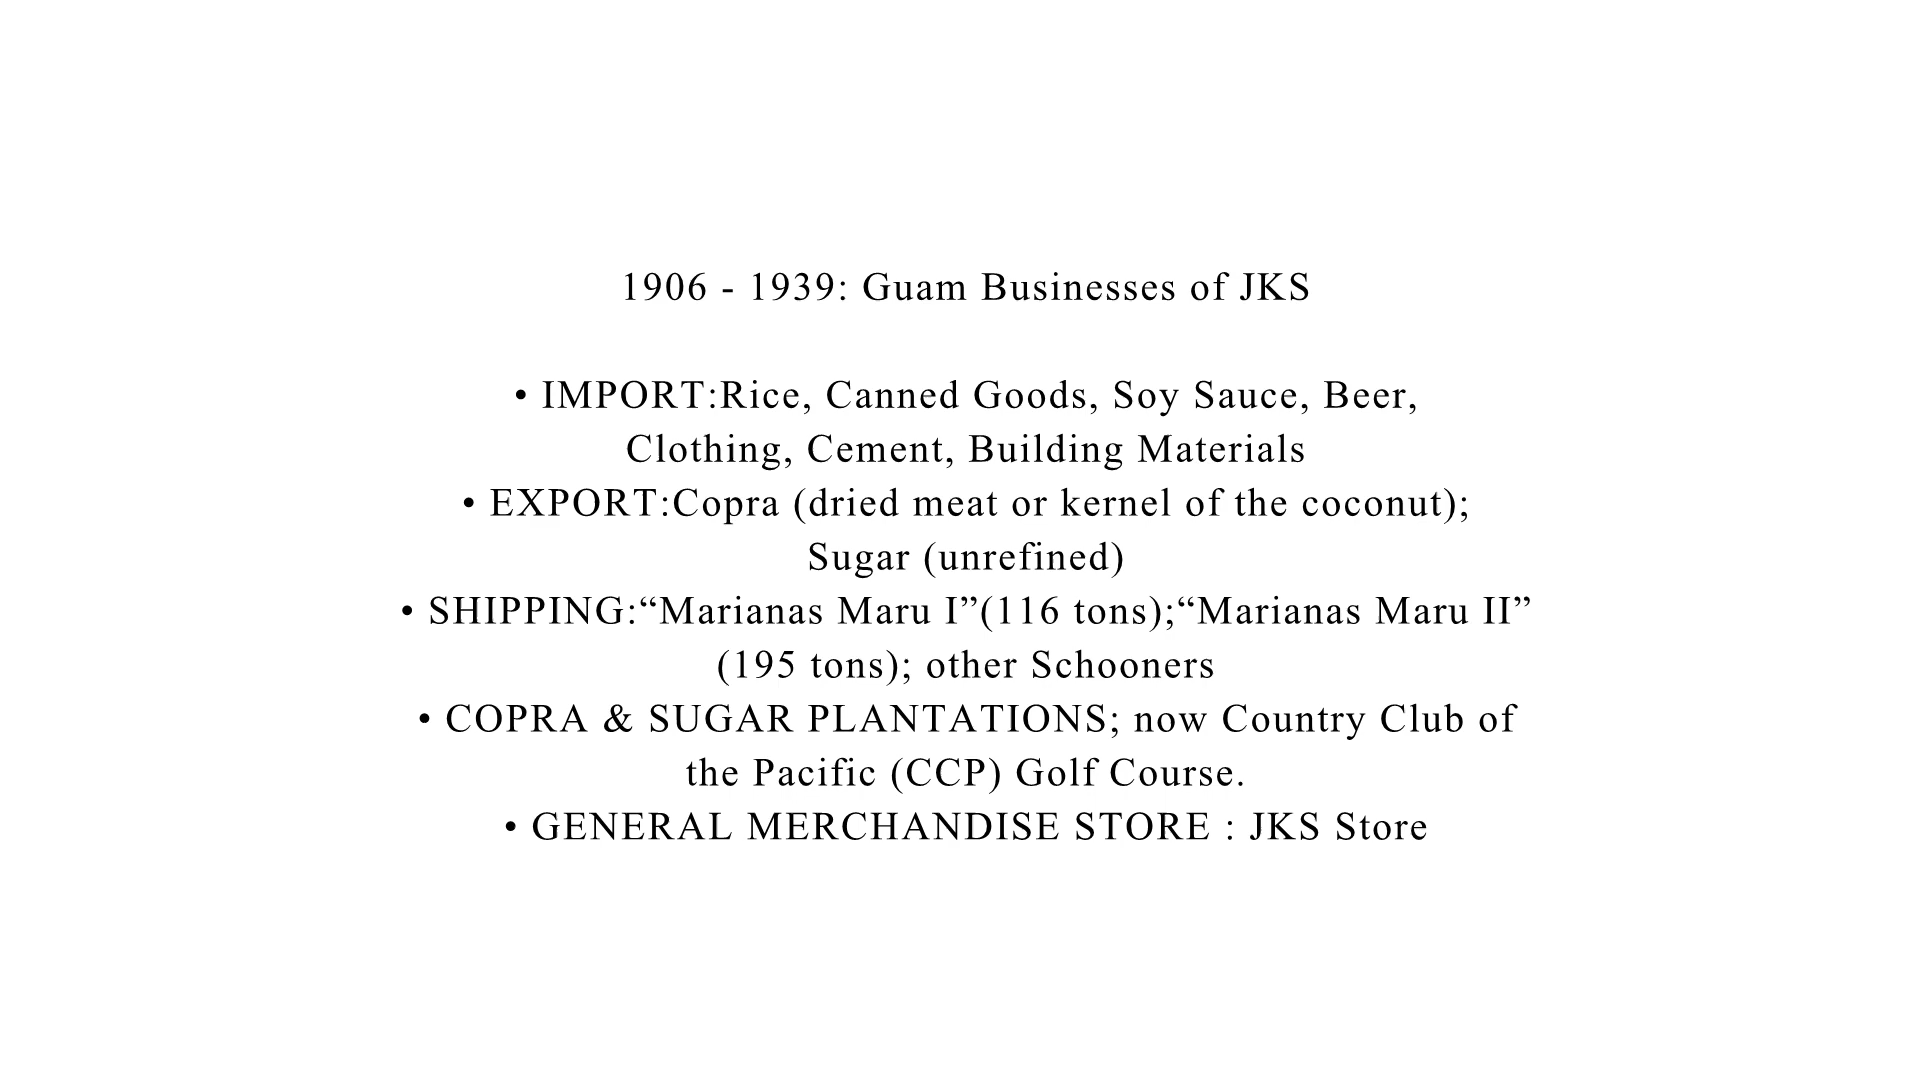 1906 - 1939: Guam Businesses of JKS
• IMPORT:Rice, Canned Goods, Soy Sauce, Beer,
Clothing, Cement, Building Materials
• EXPORT:Copra (dried meat or kernel of the coconut);
Sugar (unrefined)
• SHIPPING:“Marianas Maru I”(116 tons);“Marianas Maru II”
(195 tons); other Schooners
• COPRA & SUGAR PLANTATIONS; now Country Club of
the Pacific (CCP) Golf Course.
• GENERAL MERCHANDISE STORE : JKS Store